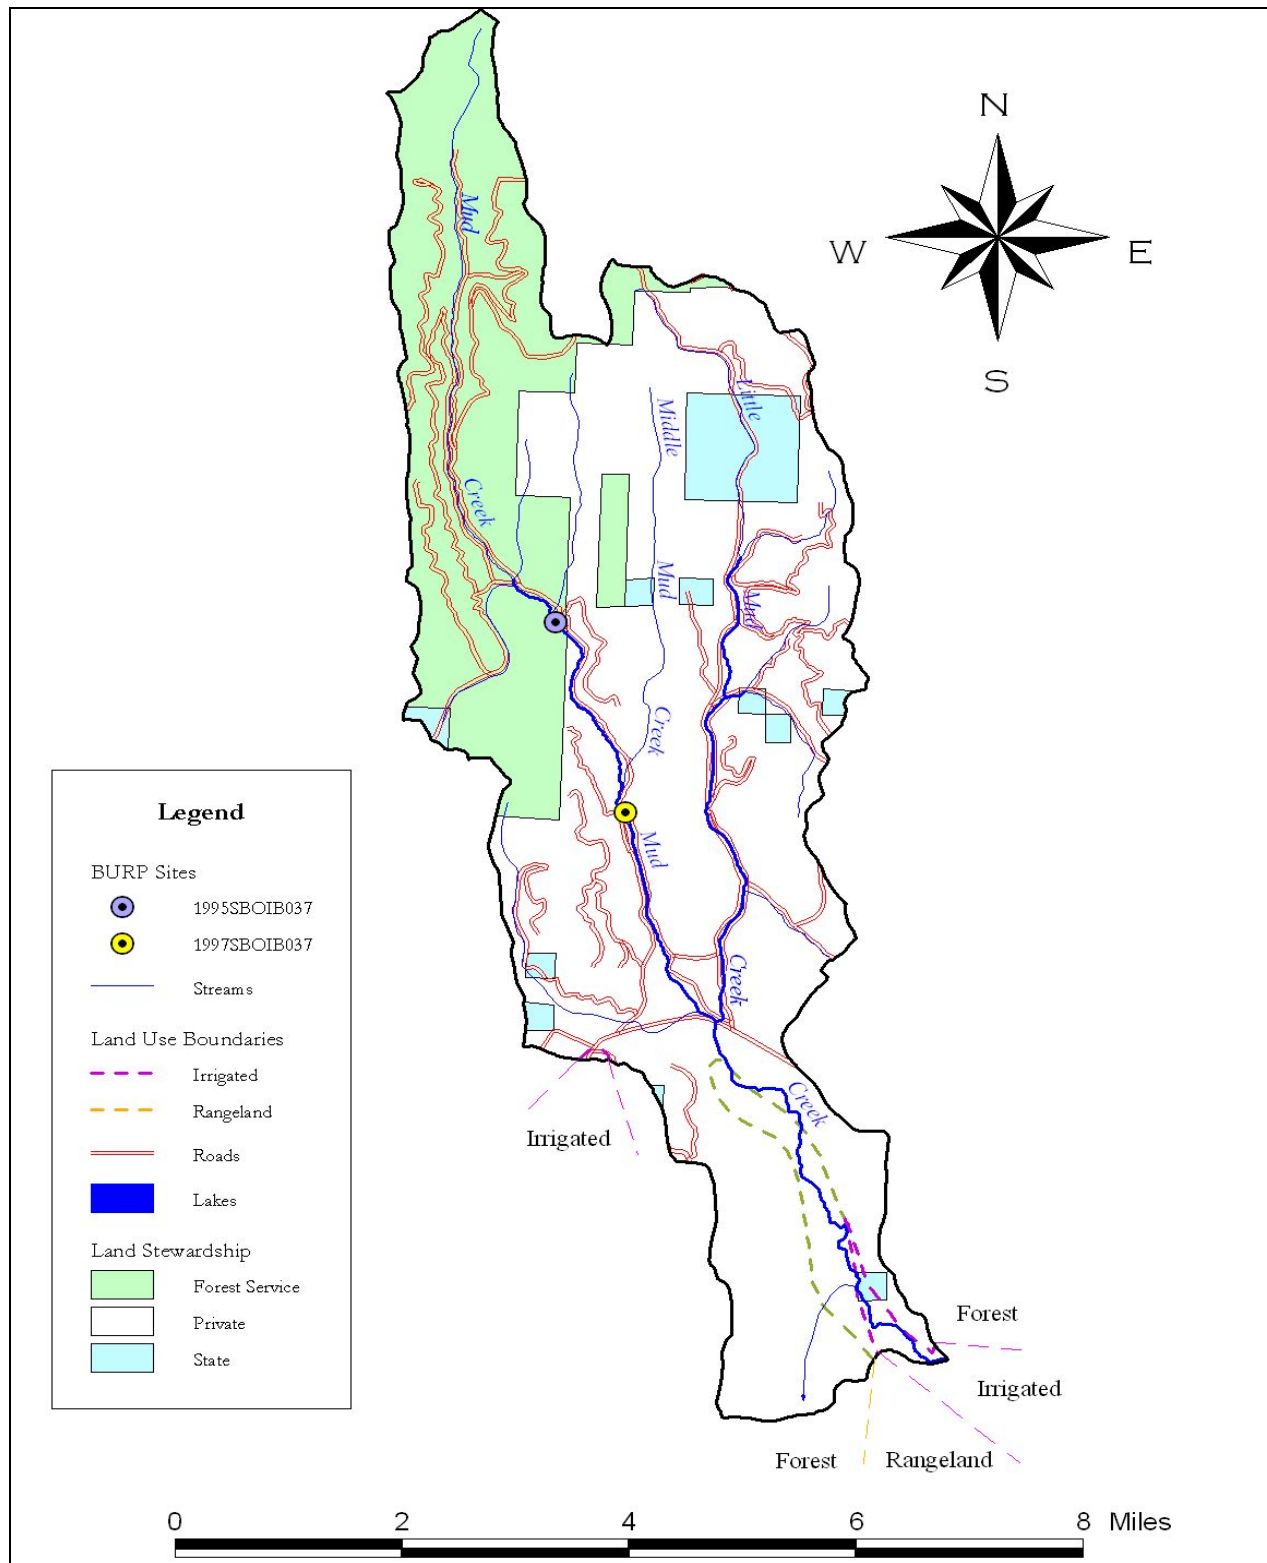 N
W
E
S
Mud
Creek
Little
Middle
Mud
Mud
Creek
Mud
Creek
Creek
Legend
BURP Sites
1995SBOIB037
1997SBOIB037
Streams
Land Use Boundaries
Irrigated
Rangeland
Roads
Lakes
Land Stewardship
Forest Service
Private
State
Irrigated
Forest
Irrigated
Forest
Rangeland
0 2 4 6 8 Miles